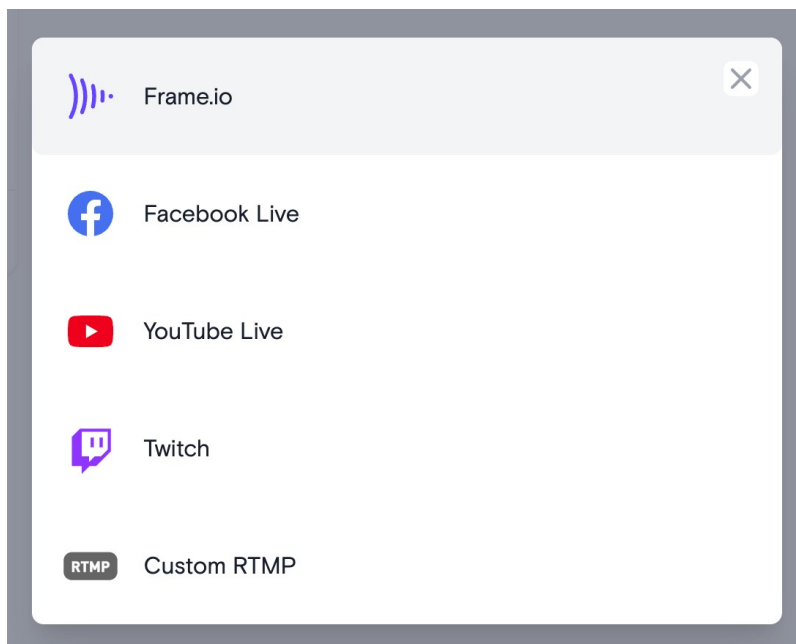 Frame.io
Facebook Live
YouTube Live
Twitch
RTMP Custom RTMP